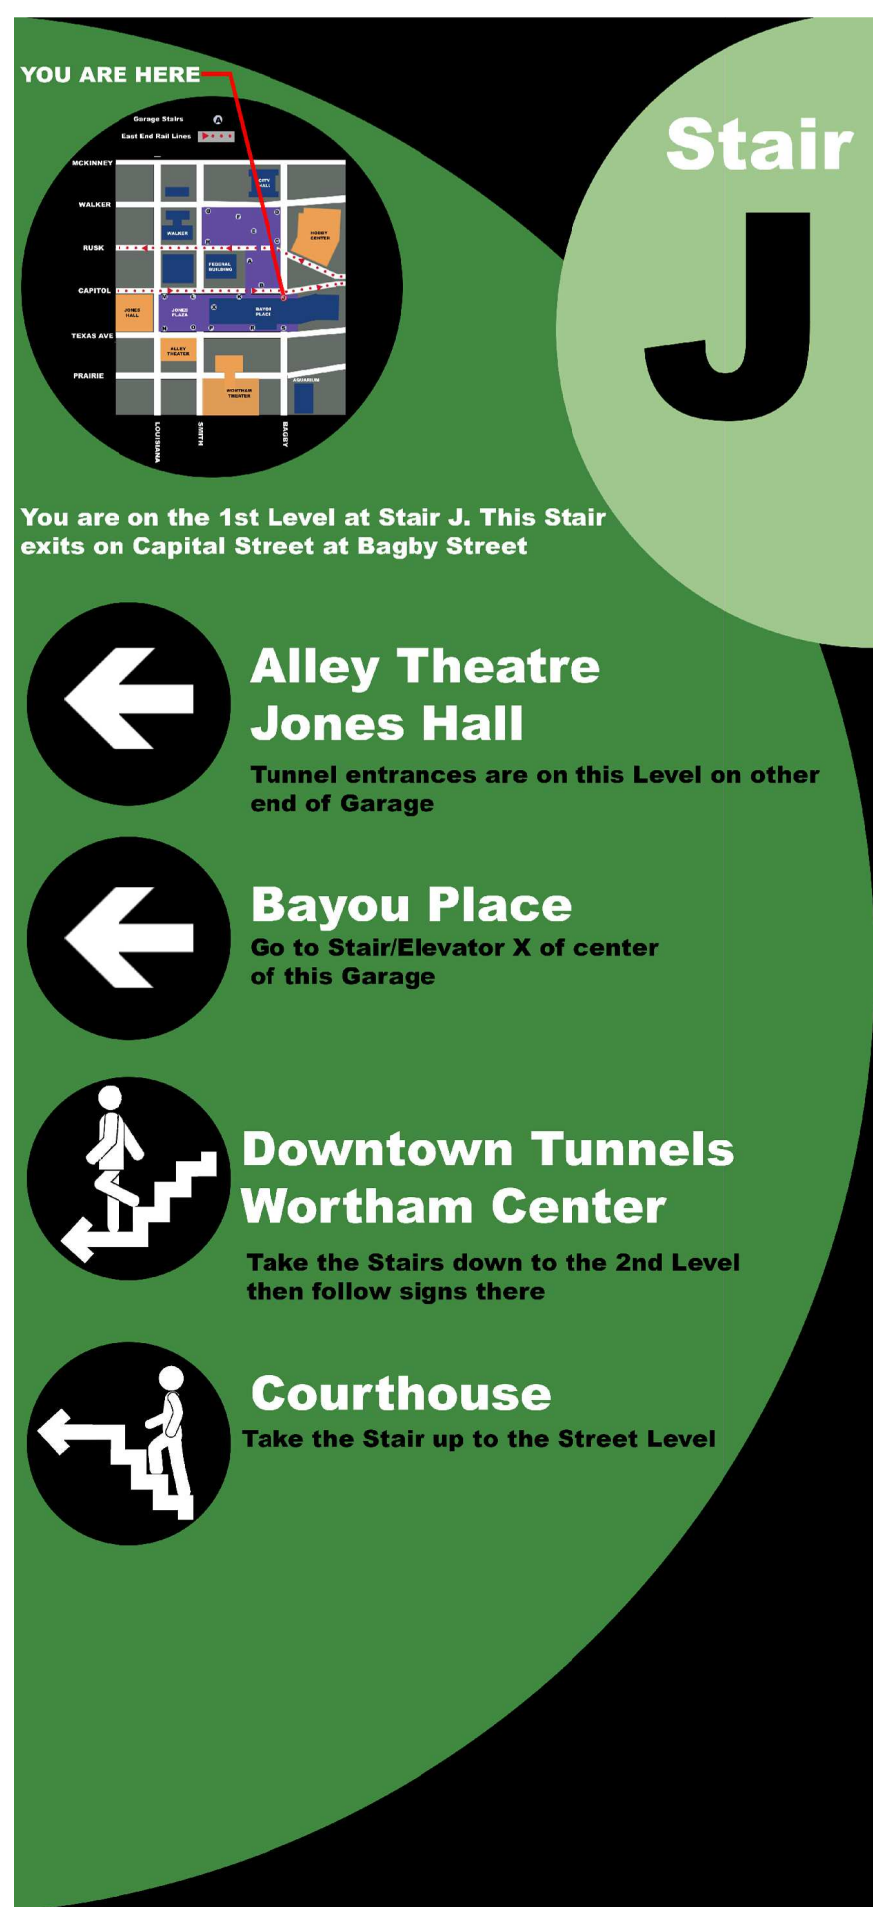 YOU ARE HERE
Stair
J
Garage Stairs
A
East End Rail Lines
MCKINNEY
CITY
HALL
WALKER
WALKER
HOBBY
CENTER
RUSK
FEDERAL
BUILDING
CAPITOL
JONES
HALL
JONES
PLAZA
X
BAYOU
PLACE
TEXAS AVE
ALLEY
THEATER
PRAIRIE
AQUARIUM
WORTHAM
THEATER
LOUISIANA
SMITH
BAGBY
You are on the 1st Level at Stair J. This Stair
exits on Capital Street at Bagby Street
Alley Theatre
Jones Hall
Tunnel entrances are on this Level on other
end of Garage
Bayou Place
Go to Stair/Elevator X of center
of this Garage
Downtown Tunnels
Wortham Center
Take the Stairs down to the 2nd Level
then follow signs there
Courthouse
Take the Stair up to the Street Level